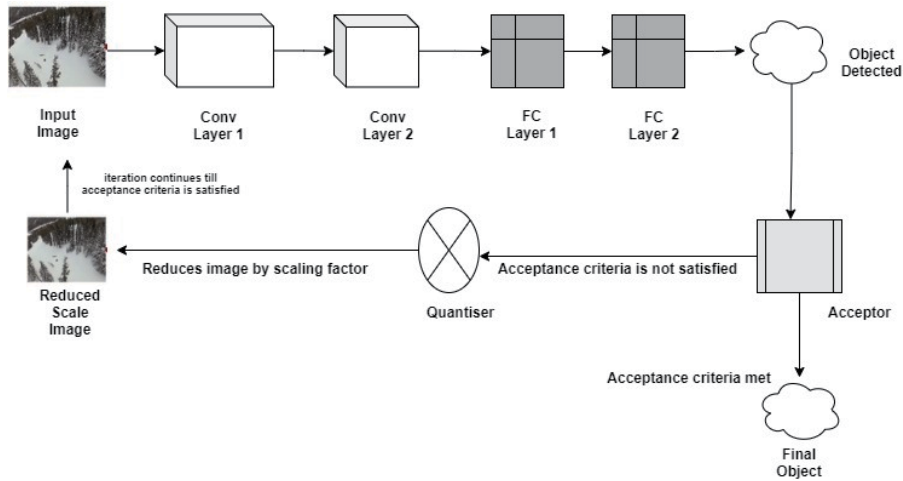 Input
Image
Conv
Layer 1
Conv
Layer 2
FC
Layer 1
FC
Layer 2
Object
Detected
iteration continues till
acceptance criteria is satisfied
Reduced
Scale
Image
Reduces image by scaling factor
Quantiser
Acceptance criteria is not satisfied
Acceptor
Acceptance criteria met
Final
Object